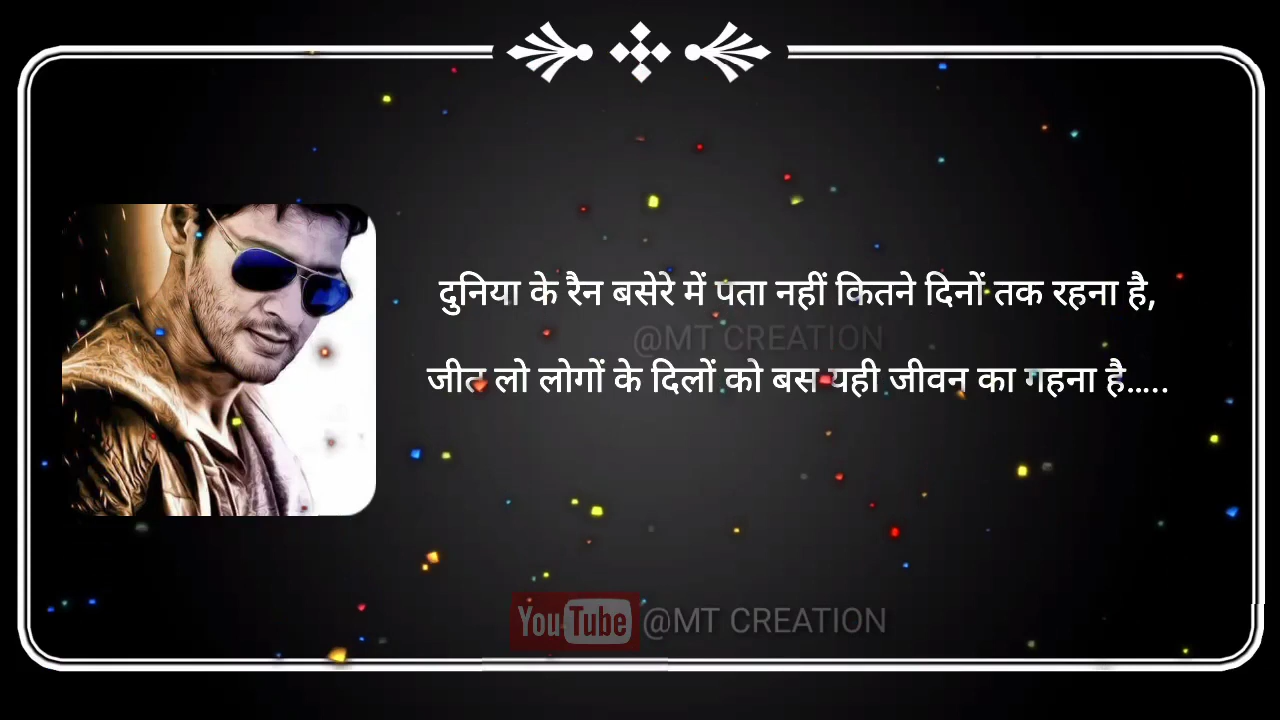 दुनिया के रैन बसेरे में पता नहीं कितने दिनों तक रहना है,
@MT CREATION
जीत लो लोगों के दिलों को बस यही जीवन का गहना है.....
YouTube @MT CREATION